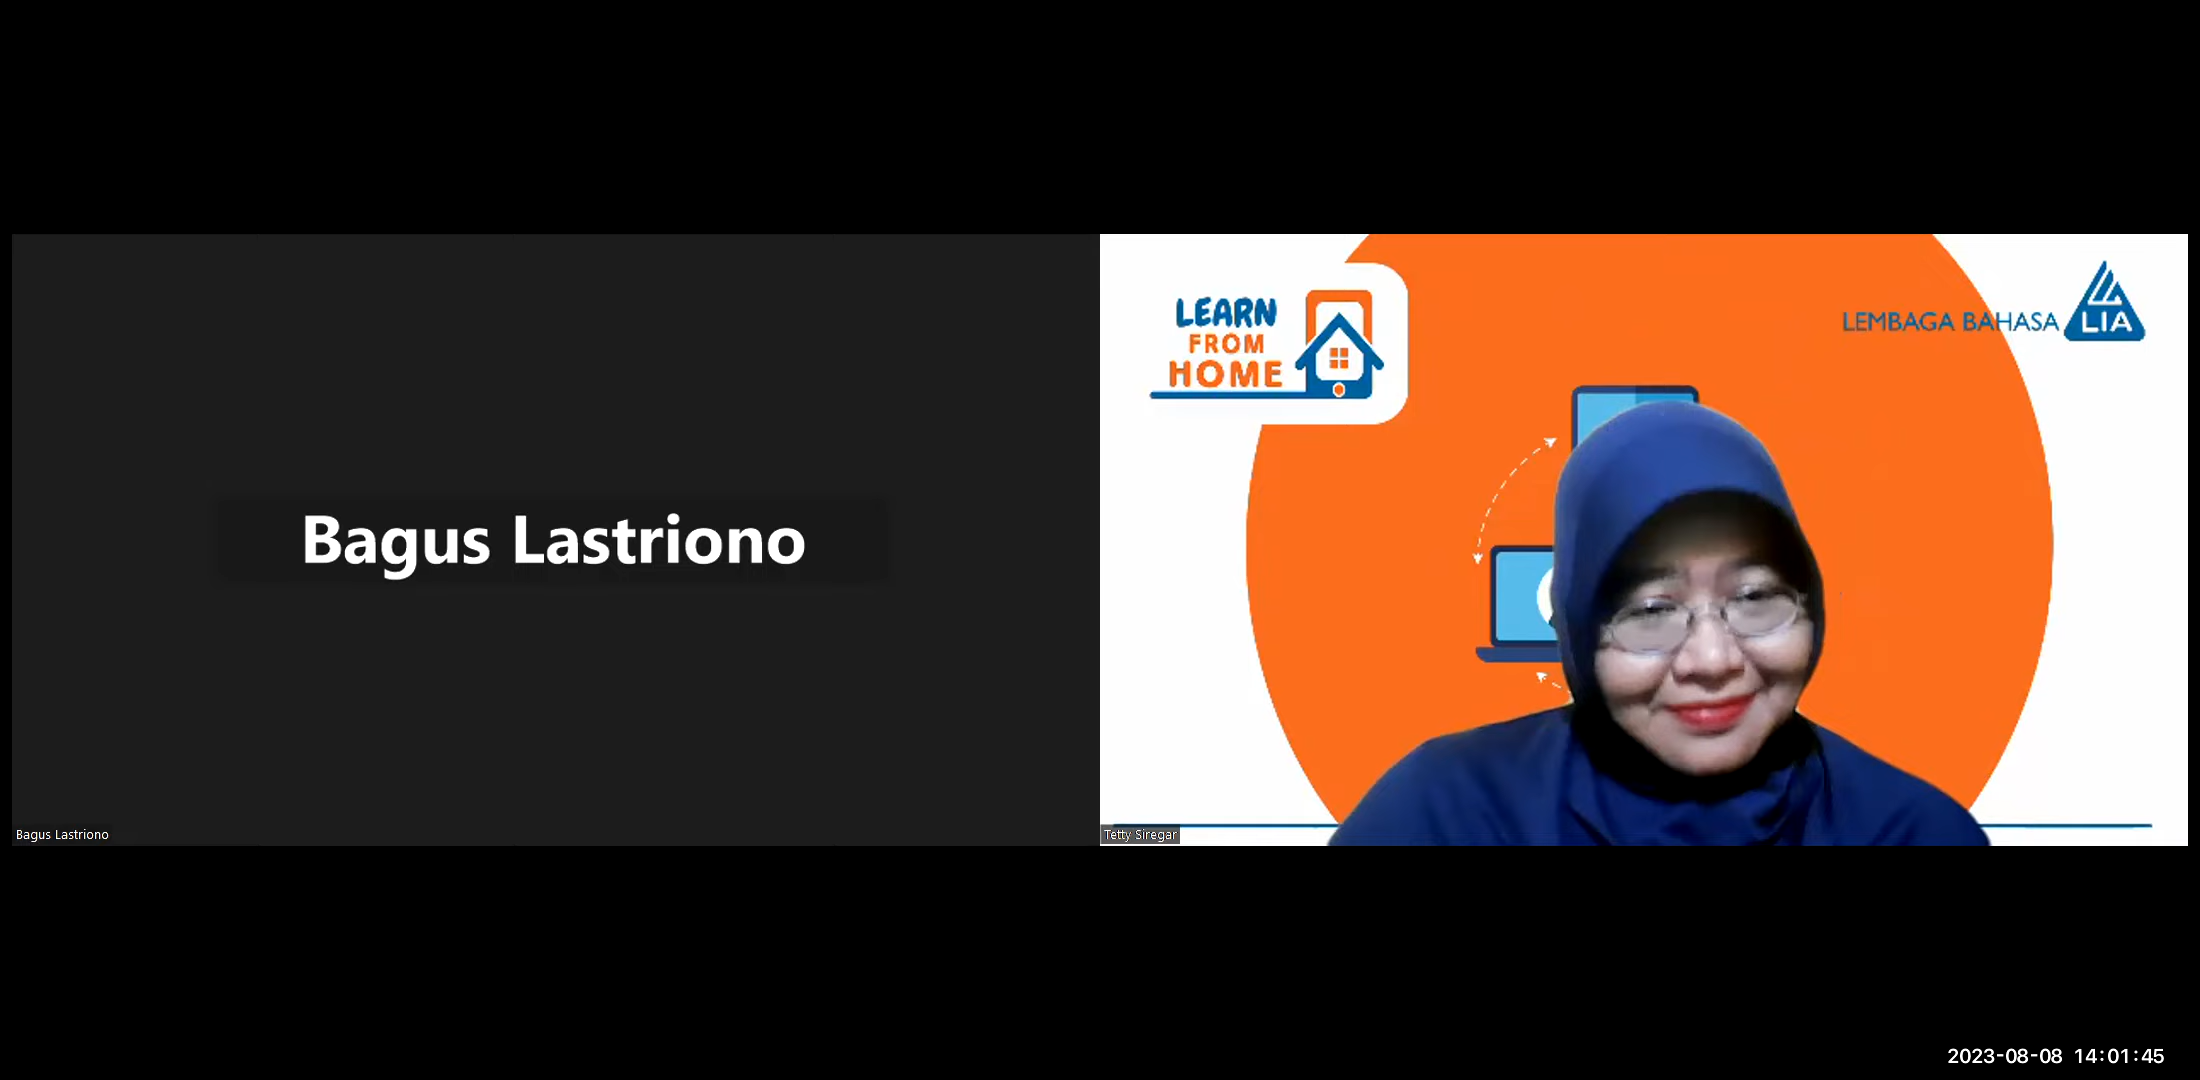 Bagus Lastriono
Bagus Lastriono
LEARN
FROM
HOME
LEMBAGA BAHASA LIA
Tetty Siregar
2023-08-08 14:01:45